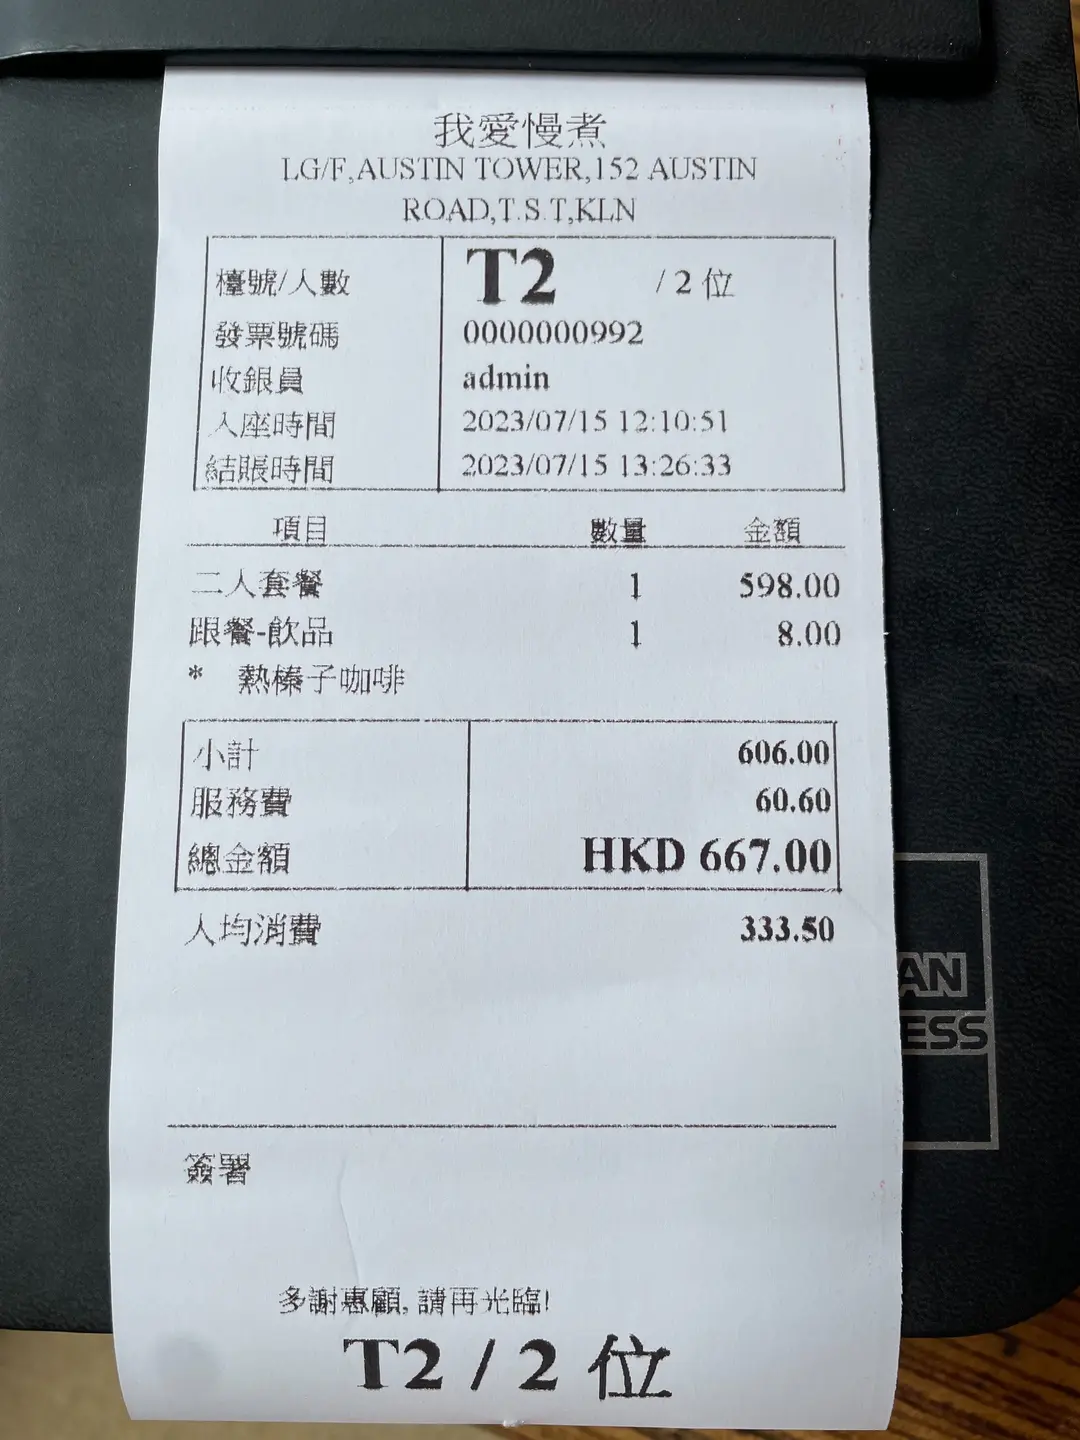 我愛慢煮
LG/F,AUSTIN TOWER,152 AUSTIN
ROAD,T.S.T,KLN
檯號/人數 T2 / 2 位
發票號碼 0000000992
收銀員 admin
入座時間 2023/07/15 12:10:51
結賬時間 2023/07/15 13:26:33
項目 數量 金額
二人套餐 1 598.00
跟餐-飲品 1 8.00
* 熱榛子咖啡
小計 606.00
服務費 60.60
總金額 HKD 667.00
人均消費 333.50
AN
ESS
簽署
多謝惠顧, 請再光臨!
T2 / 2 位